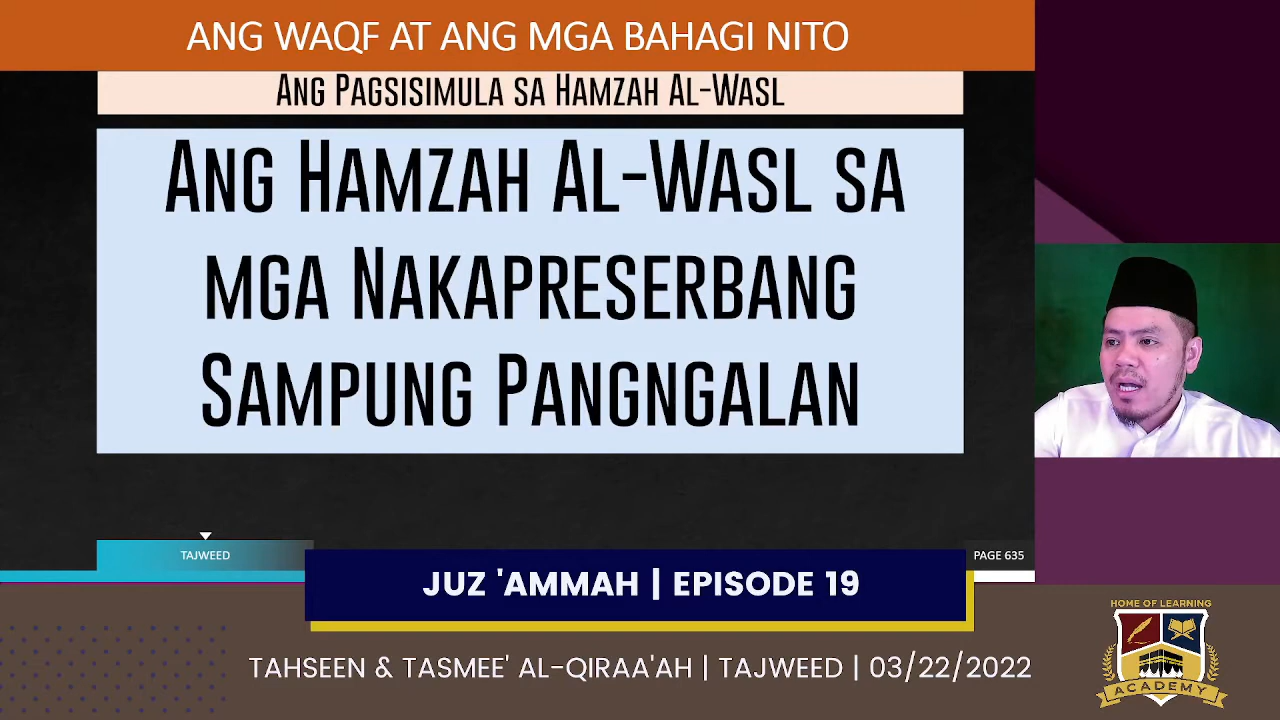 ANG WAQF AT ANG MGA BAHAGI NITO
ANG PAGSISIMULA SA HAMZAH AL-WASL
ANG HAMZAH AL-WASL SA
MGA NAKAPRESERBANG
SAMPUNG PANGNGALAN
TAJWEED
PAGE 635
JUZ 'AMMAH | EPISODE 19
TAHSEEN & TASMEE' AL-QIRAA'AH | TAJWEED | 03/22/2022
HOME OF LEARNING
ACADEMY